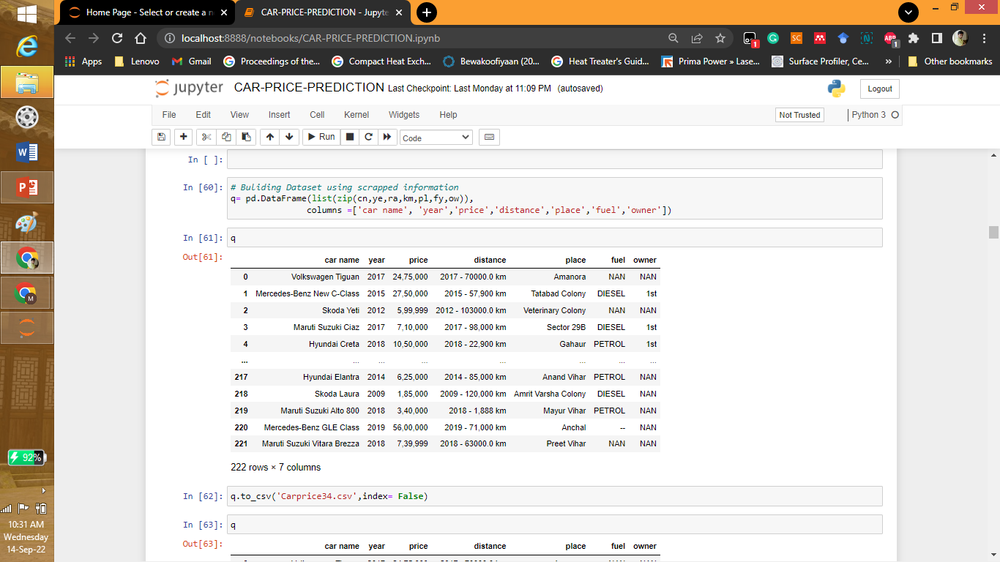 Home Page - Select or create a n
CAR-PRICE-PREDICTION - Jupyte
localhost:8888/notebooks/CAR-PRICE-PREDICTION.ipynb
Apps Lenovo Gmail Proceedings of the... Compact Heat Exch... Bewakoofiyaan (20... Heat Treater's Guid... Prima Power » Lase... Surface Profiler, Ce... » Other bookmarks
jupyter CAR-PRICE-PREDICTION Last Checkpoint: Last Monday at 11:09 PM (autosaved) Logout
File Edit View Insert Cell Kernel Widgets Help Not Trusted Python 3
Run Code
In [ ]:
In [60]: # Buliding Dataset using scrapped information
q= pd.DataFrame(list(zip(cn,ye,ra,km,pl,fy,ow)),
columns =['car name', 'year','price','distance','place','fuel','owner'])
In [61]: q
Out[61]:
car name year price distance place fuel owner
0 Volkswagen Tiguan 2017 24,75,000 2017 - 70000.0 km Amanora NAN NAN
1 Mercedes-Benz New C-Class 2015 27,50,000 2015 - 57,900 km Tatabad Colony DIESEL 1st
2 Skoda Yeti 2012 5,99,999 2012 - 103000.0 km Veterinary Colony NAN NAN
3 Maruti Suzuki Ciaz 2017 7,10,000 2017 - 98,000 km Sector 29B DIESEL 1st
4 Hyundai Creta 2018 10,50,000 2018 - 22,900 km Gahaur PETROL 1st
... ... ... ... ... ... ... ...
217 Hyundai Elantra 2014 6,25,000 2014 - 85,000 km Anand Vihar PETROL NAN
218 Skoda Laura 2009 1,85,000 2009 - 120,000 km Amrit Varsha Colony DIESEL NAN
219 Maruti Suzuki Alto 800 2018 3,40,000 2018 - 1,888 km Mayur Vihar PETROL NAN
220 Mercedes-Benz GLE Class 2019 56,00,000 2019 - 71,000 km Anchal -- NAN
221 Maruti Suzuki Vitara Brezza 2018 7,39,999 2018 - 63000.0 km Preet Vihar NAN NAN
222 rows × 7 columns
In [62]: q.to_csv('Carprice34.csv',index= False)
In [63]: q
Out[63]:
car name year price distance place fuel owner
92%
10:31 AM
Wednesday
14-Sep-22